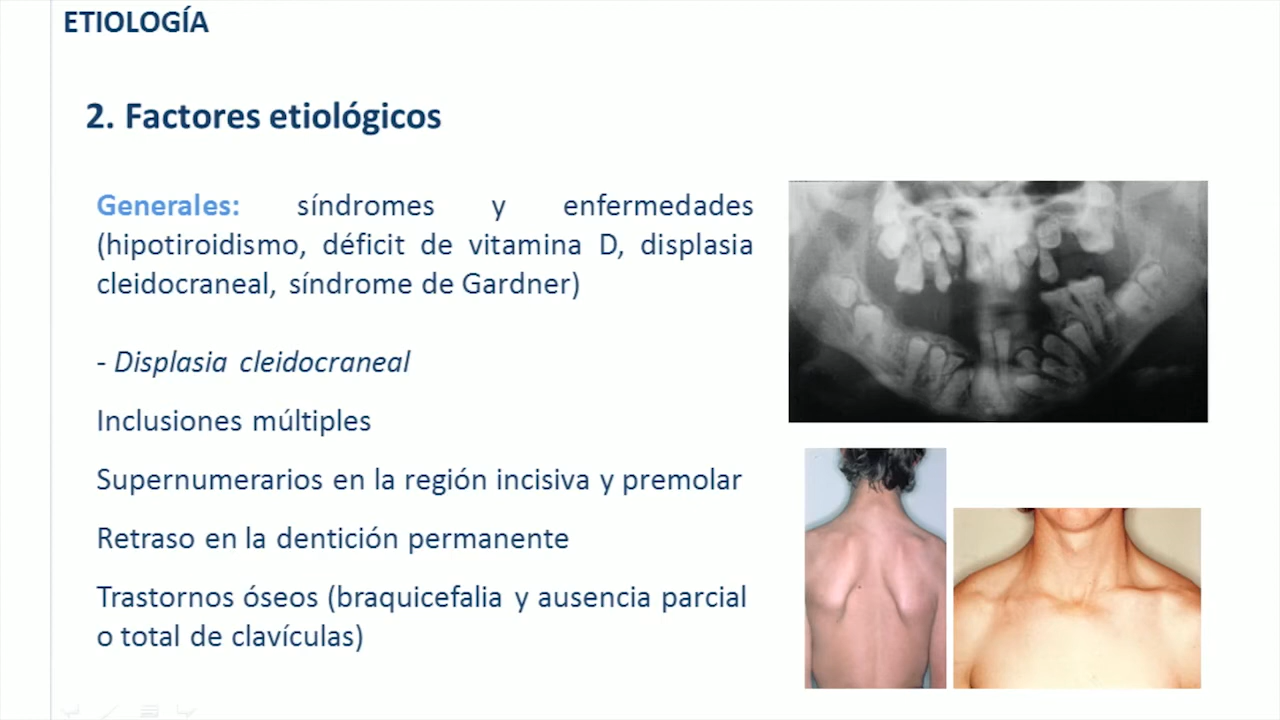 ETIOLOGÍA
2. Factores etiológicos
Generales: síndromes y enfermedades
(hipotiroidismo, déficit de vitamina D, displasia
cleidocraneal, síndrome de Gardner)
- Displasia cleidocraneal
Inclusiones múltiples
Supernumerarios en la región incisiva y premolar
Retraso en la dentición permanente
Trastornos óseos (braquicefalia y ausencia parcial
o total de clavículas)